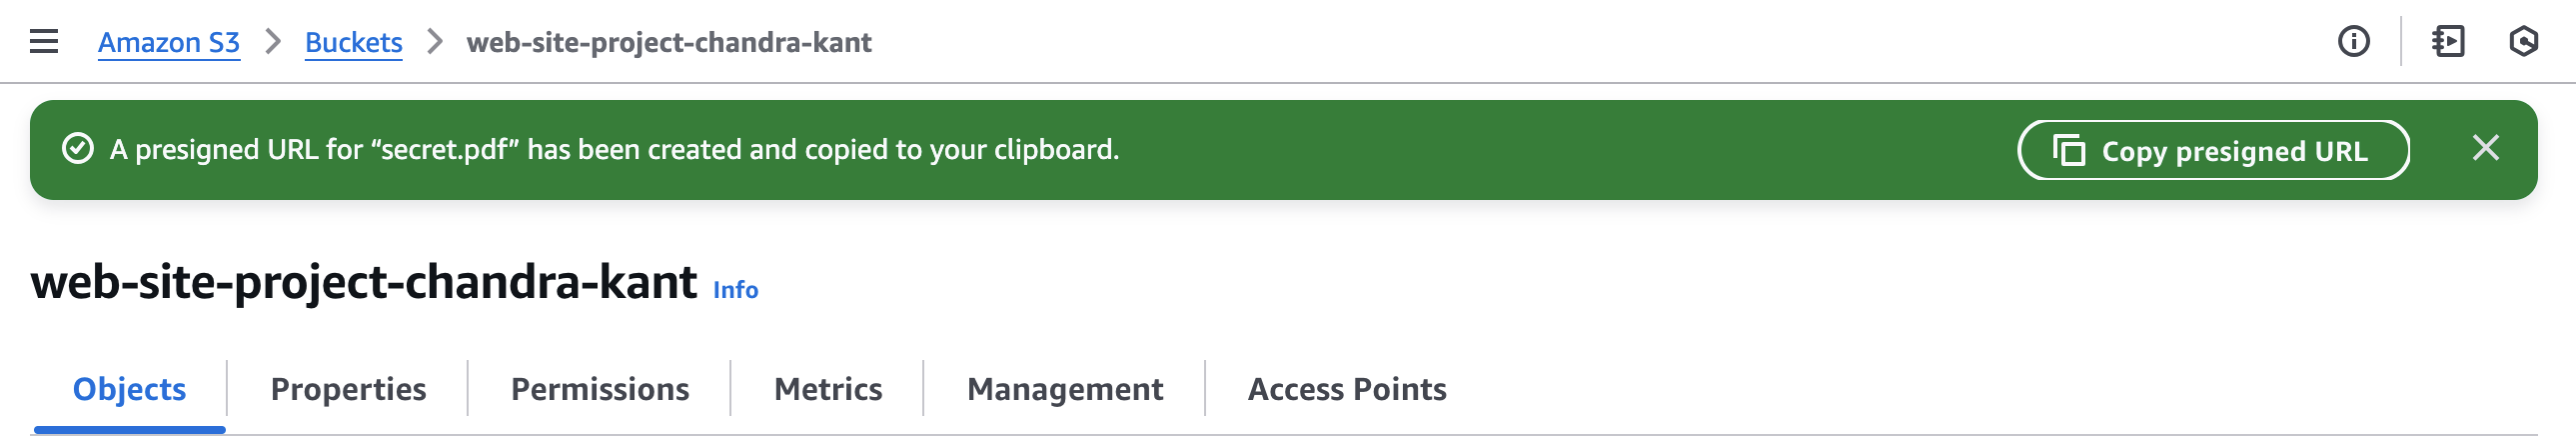 Amazon S3 > Buckets > web-site-project-chandra-kant
A presigned URL for “secret.pdf” has been created and copied to your clipboard.
Copy presigned URL
web-site-project-chandra-kant Info
Objects Properties Permissions Metrics Management Access Points